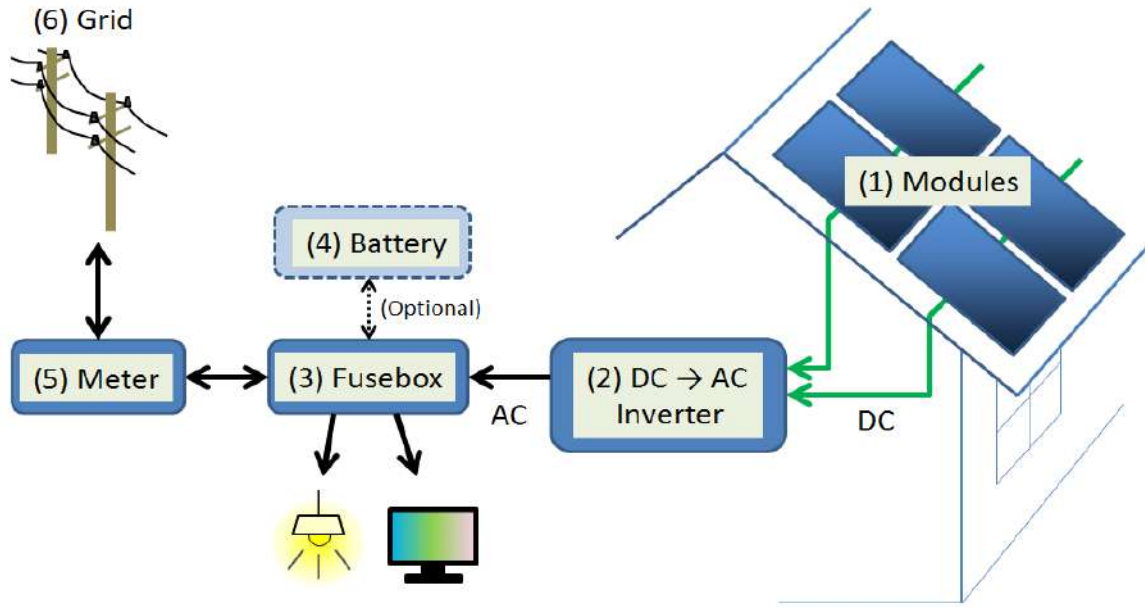 (6) Grid
(1) Modules
(4) Battery
(Optional)
(5) Meter
(3) Fusebox
AC
(2) DC → AC
Inverter
DC